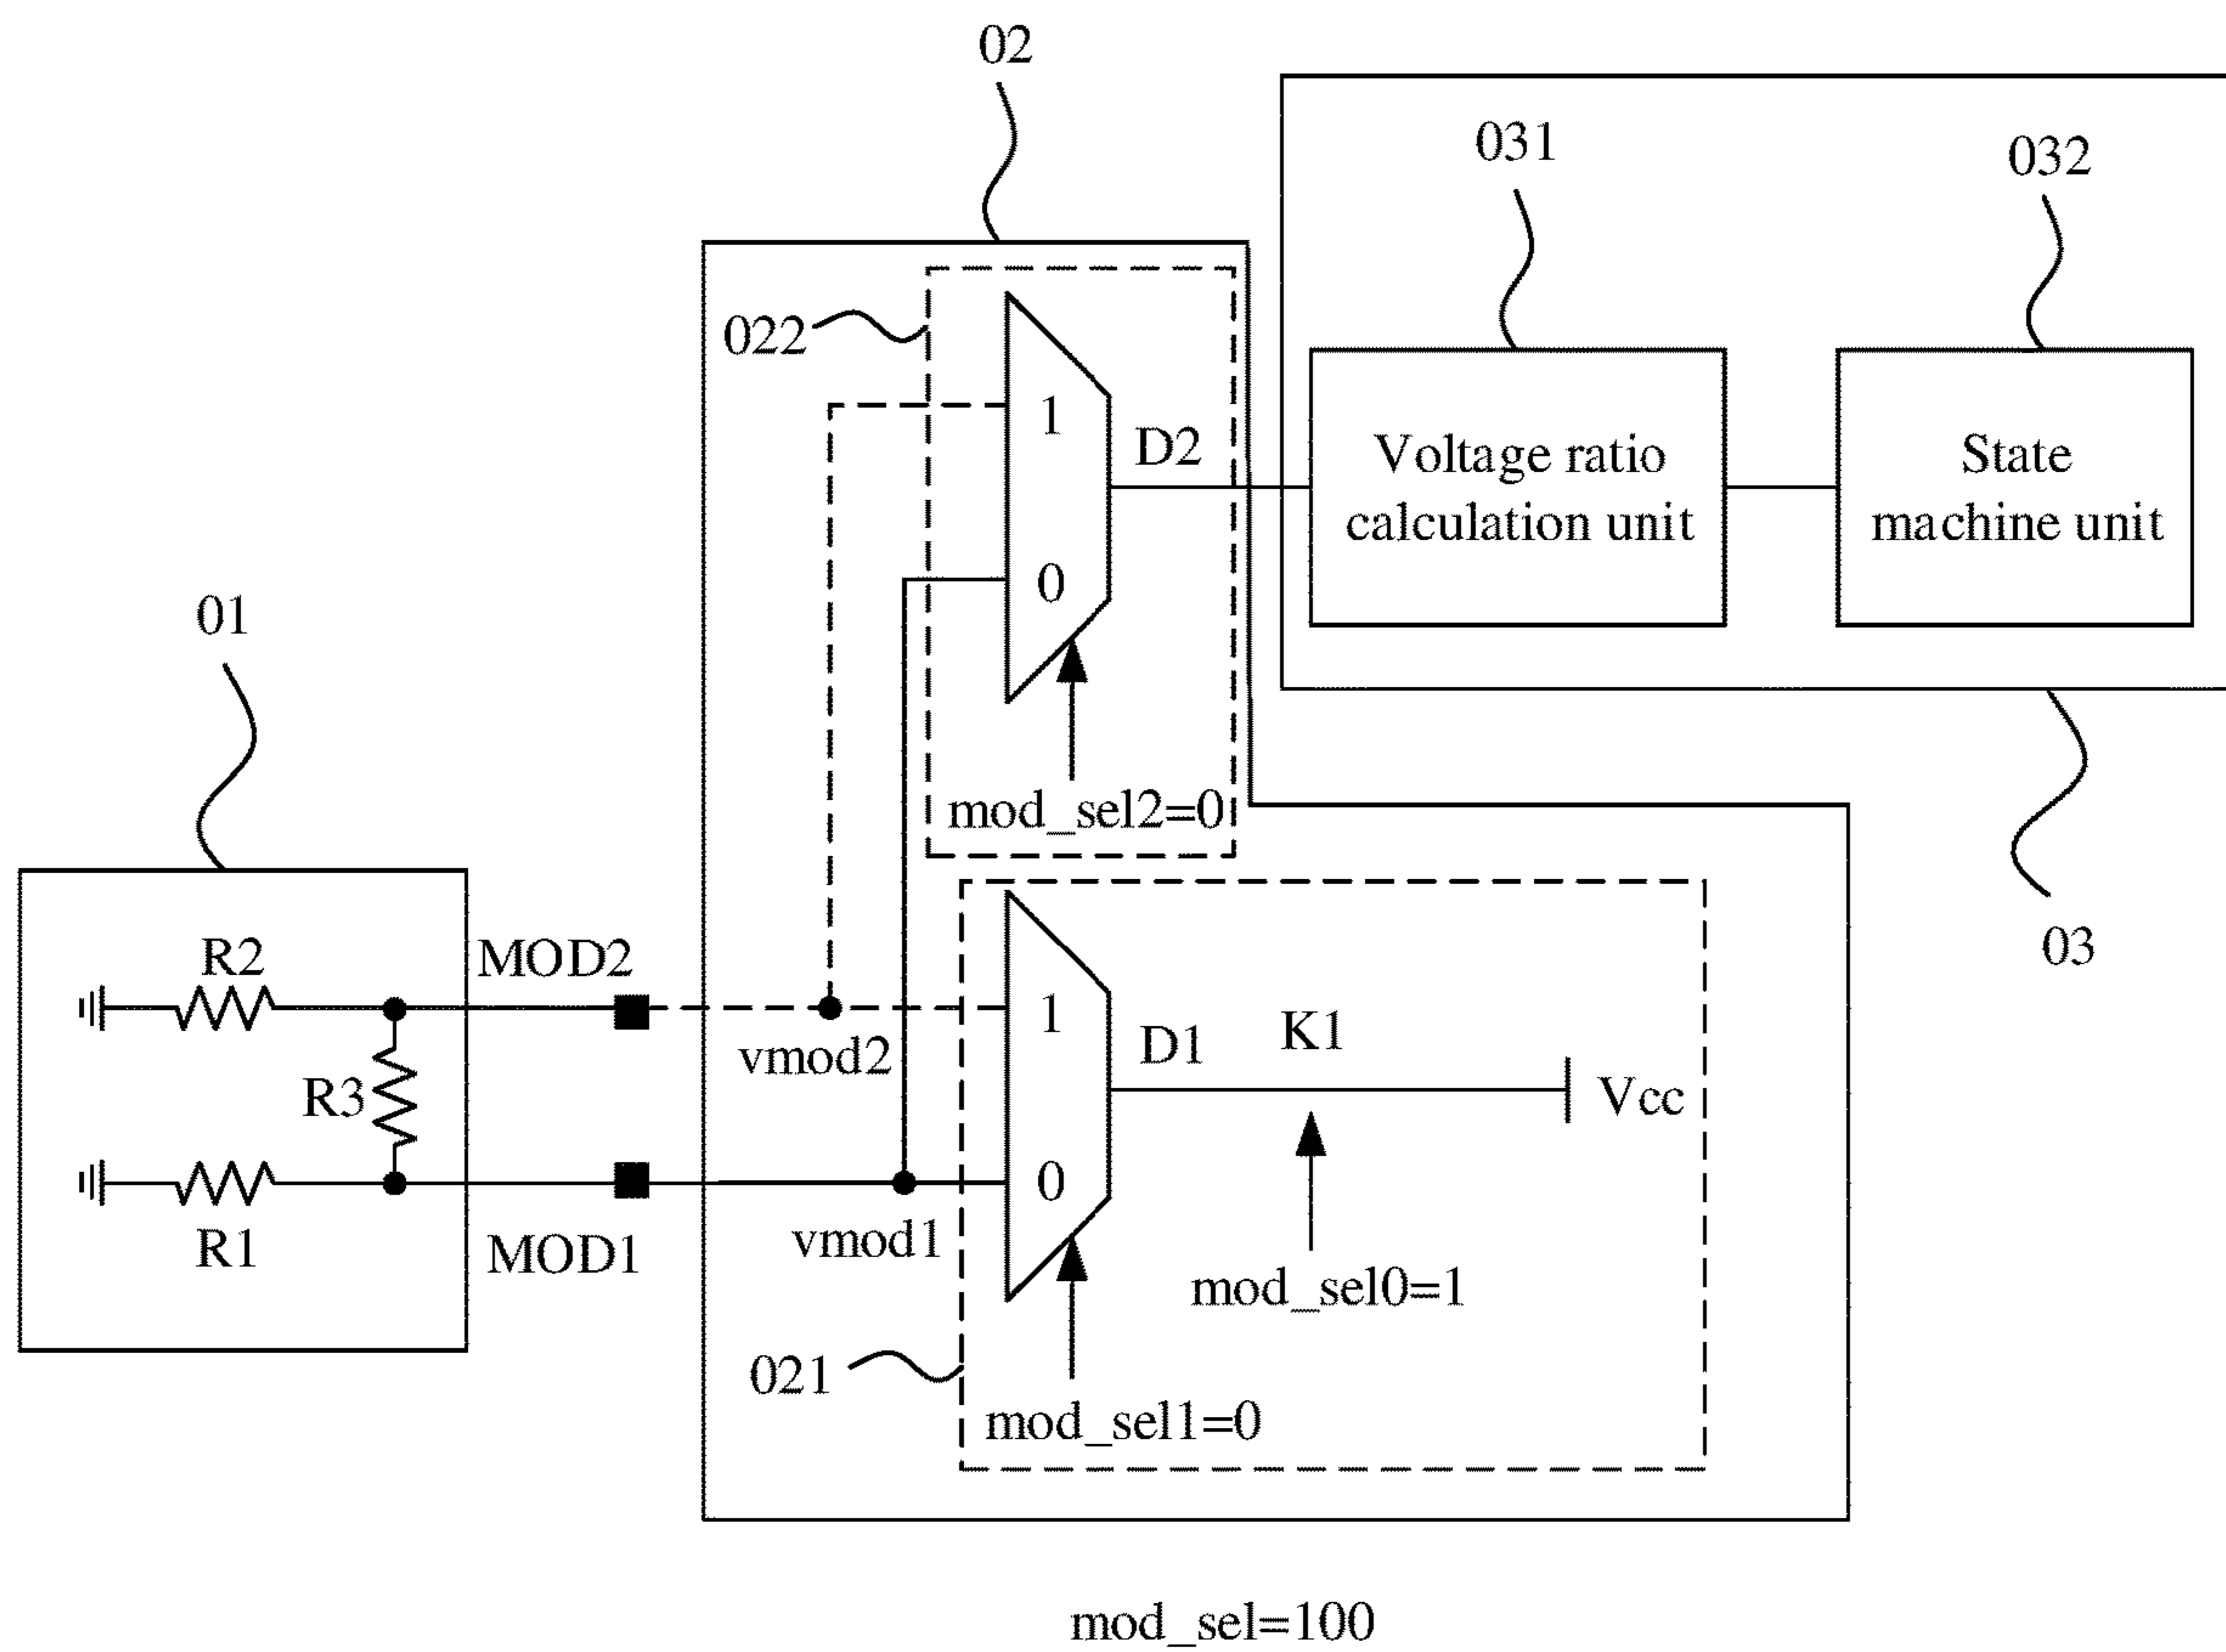 02
031
032
022
1
D2
0
Voltage ratio
calculation unit
State
machine unit
mod_sel2=0
01
03
R2
MOD2
R3
R1
MOD1
vmod2
vmod1
1
D1
K1
Vcc
0
mod_sel0=1
021
mod_sel1=0
mod_sel=100